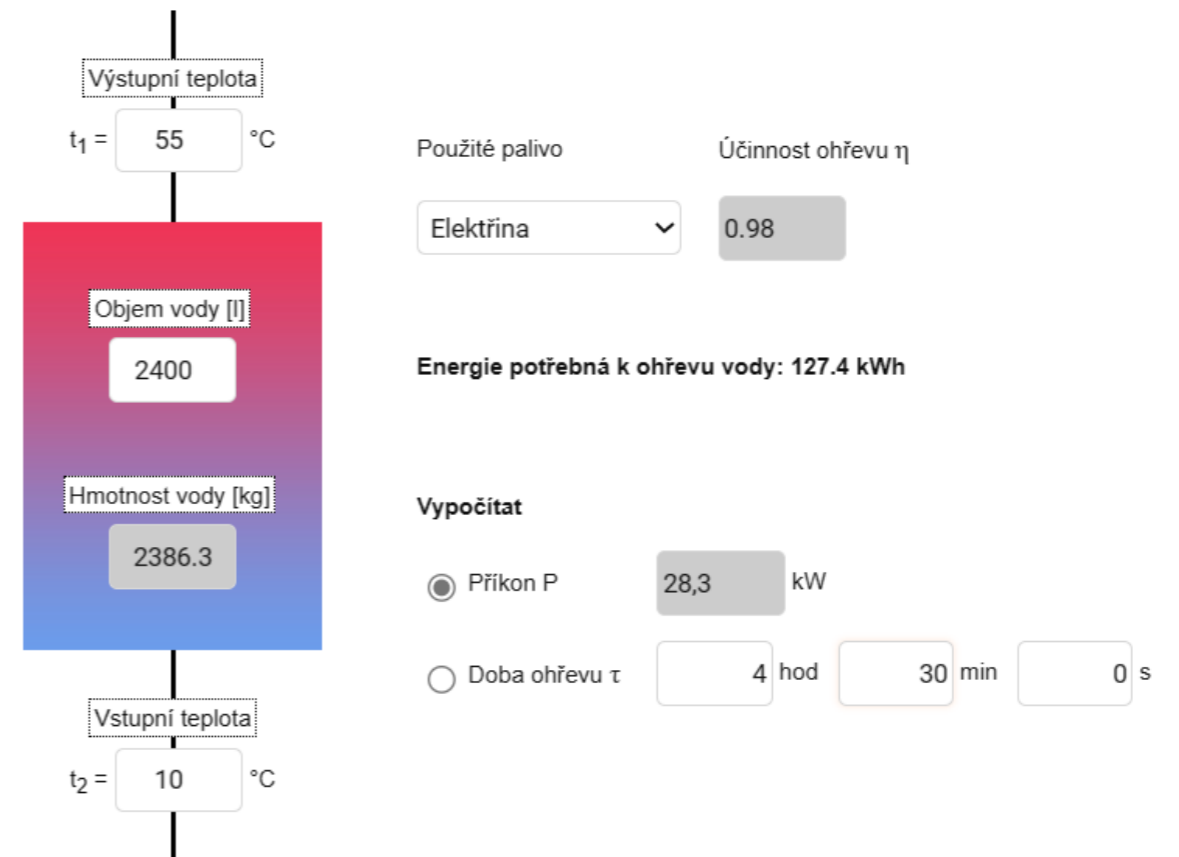 Výstupní teplota
t1 = 55 °C
Použité palivo Účinnost ohřevu η
Elektřina 0.98
Objem vody [l]
2400
Energie potřebná k ohřevu vody: 127.4 kWh
Hmotnost vody [kg]
2386.3
Vypočítat
Příkon P 28,3 kW
Doba ohřevu τ 4 hod 30 min 0 s
Vstupní teplota
t2 = 10 °C